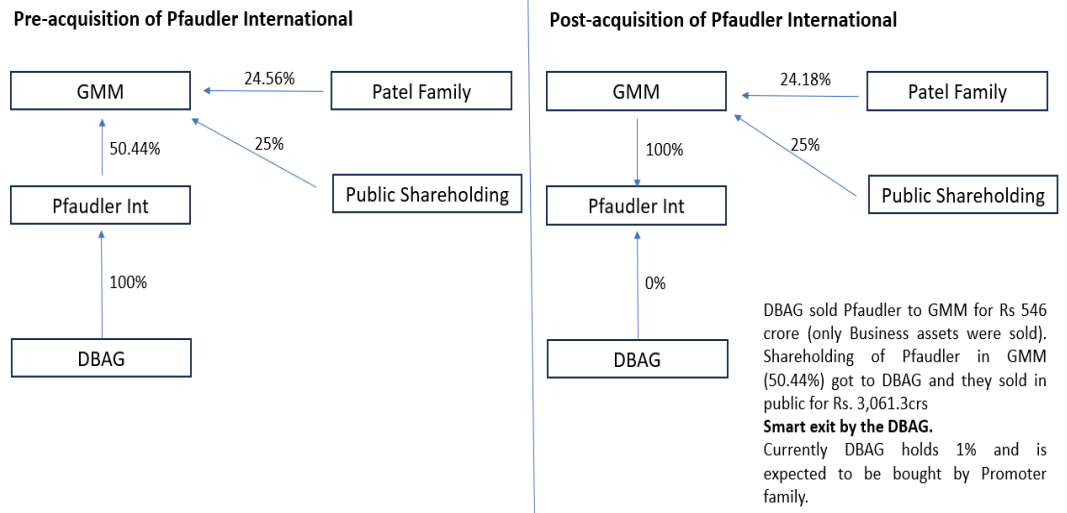 Pre-acquisition of Pfaudler International
GMM
24.56%
Patel Family
50.44%
25%
Pfaudler Int
Public Shareholding
100%
DBAG
Post-acquisition of Pfaudler International
GMM
24.18%
Patel Family
100%
25%
Pfaudler Int
Public Shareholding
0%
DBAG
DBAG sold Pfaudler to GMM for Rs 546
crore (only Business assets were sold).
Shareholding of Pfaudler in GMM
(50.44%) got to DBAG and they sold in
public for Rs. 3,061.3crs
Smart exit by the DBAG.
Currently DBAG holds 1% and is
expected to be bought by Promoter
family.